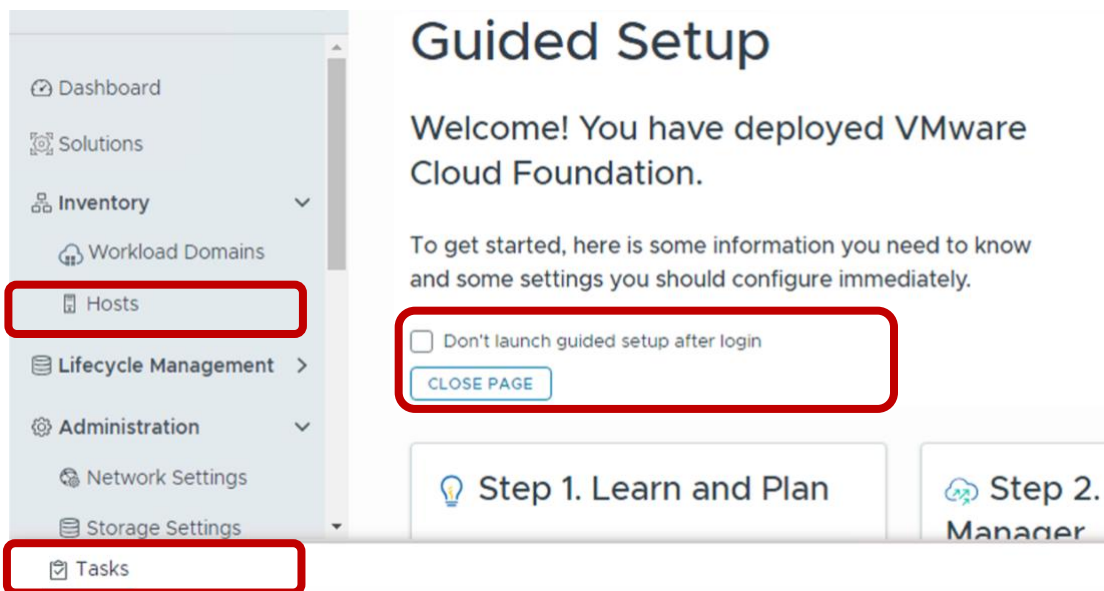 Dashboard
Solutions
Inventory
Workload Domains
Hosts
Lifecycle Management
Administration
Network Settings
Storage Settings
Tasks
Guided Setup
Welcome! You have deployed VMware
Cloud Foundation.
To get started, here is some information you need to know
and some settings you should configure immediately.
Don't launch guided setup after login
CLOSE PAGE
Step 1. Learn and Plan
Step 2.
Manager